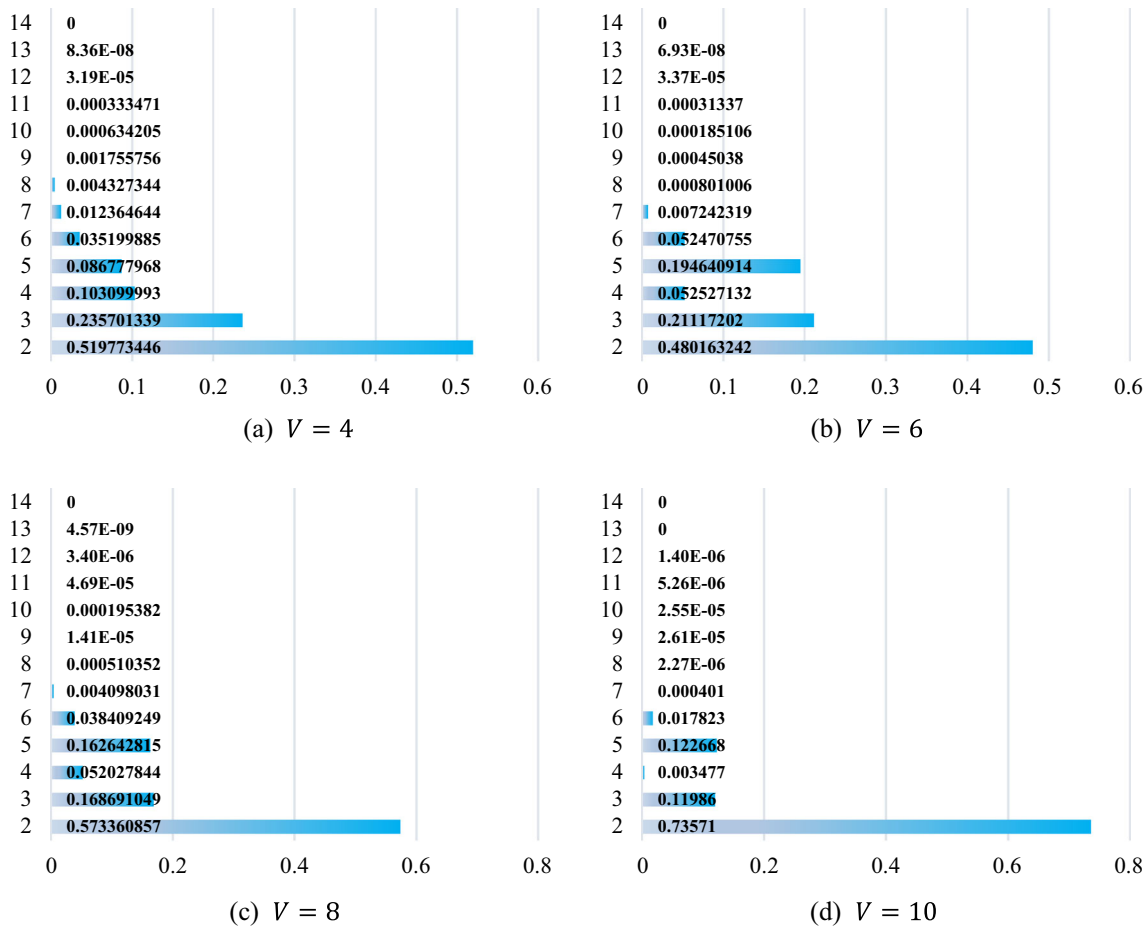 14 0
13 8.36E-08
12 3.19E-05
11 0.000333471
10 0.000634205
9 0.001755756
8 0.004327344
7 0.012364644
6 0.035199885
5 0.086777968
4 0.103099993
3 0.235701339
2 0.519773446
0 0.1 0.2 0.3 0.4 0.5 0.6
(a) V = 4
14 0
13 6.93E-08
12 3.37E-05
11 0.00031337
10 0.000185106
9 0.00045038
8 0.000801006
7 0.007242319
6 0.052470755
5 0.194640914
4 0.052527132
3 0.21117202
2 0.480163242
0 0.1 0.2 0.3 0.4 0.5 0.6
(b) V = 6
14 0
13 4.57E-09
12 3.40E-06
11 4.69E-05
10 0.000195382
9 1.41E-05
8 0.000510352
7 0.004098031
6 0.038409249
5 0.162642815
4 0.052027844
3 0.168691049
2 0.573360857
0 0.2 0.4 0.6 0.8
(c) V = 8
14 0
13 0
12 1.40E-06
11 5.26E-06
10 2.55E-05
9 2.61E-05
8 2.27E-06
7 0.000401
6 0.017823
5 0.122668
4 0.003477
3 0.11986
2 0.73571
0 0.2 0.4 0.6 0.8
(d) V = 10